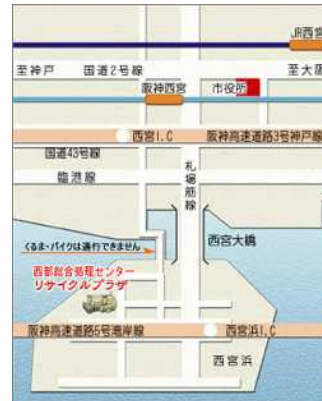 JR西宮
至神戸
国道2号線
至大阪
阪神西宮
市役所
西宮I.C
阪神高速道路3号神戸線
国道43号線
臨港線
札場筋線
西宮大橋
くるま・バイクは通行できません
西部総合処理センター
リサイクルプラザ
阪神高速道路5号湾岸線
西宮浜I.C
西宮浜